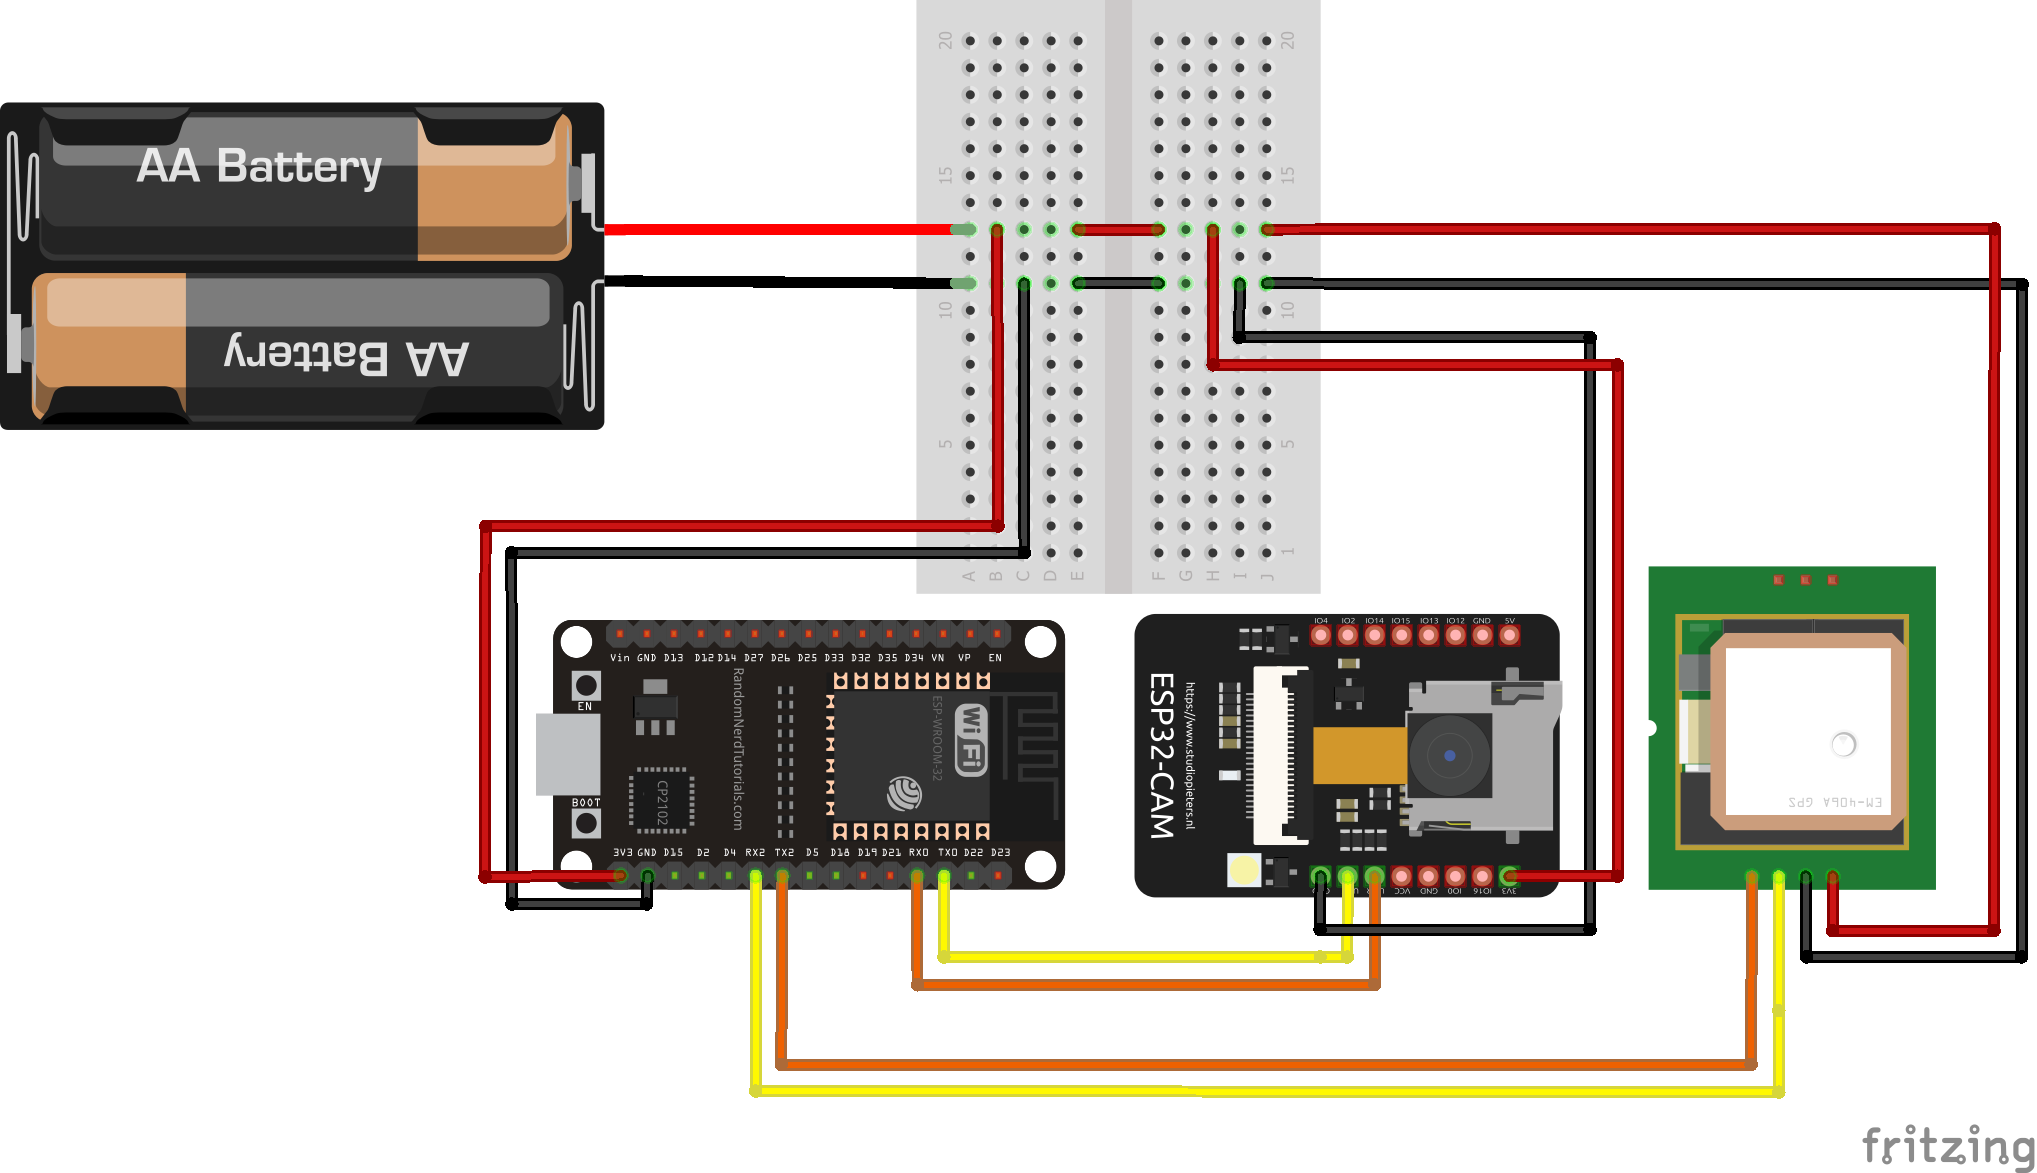 AA Battery
AA Battery
20
20
15
15
10
10
5
5
1
A B C D E F G H I J
Vin GND D13 D12 D14 D27 D26 D25 D33 D32 D35 D34 VN VP EN
EN
BOOT
CP2102
RandomNerdTutorials.com
ESP-WROOM-32
WiFi
3V3 GND D15 D2 D4 RX2 TX2 D5 D18 D19 D21 RX0 TX0 D22 D23
IO4 IO2 IO14 IO15 IO13 IO12 GND 5V
ESP32-CAM
https://www.studiopieters.nl
VCC GND IO0 IO16 3V3
EM-406A GPS
fritzing